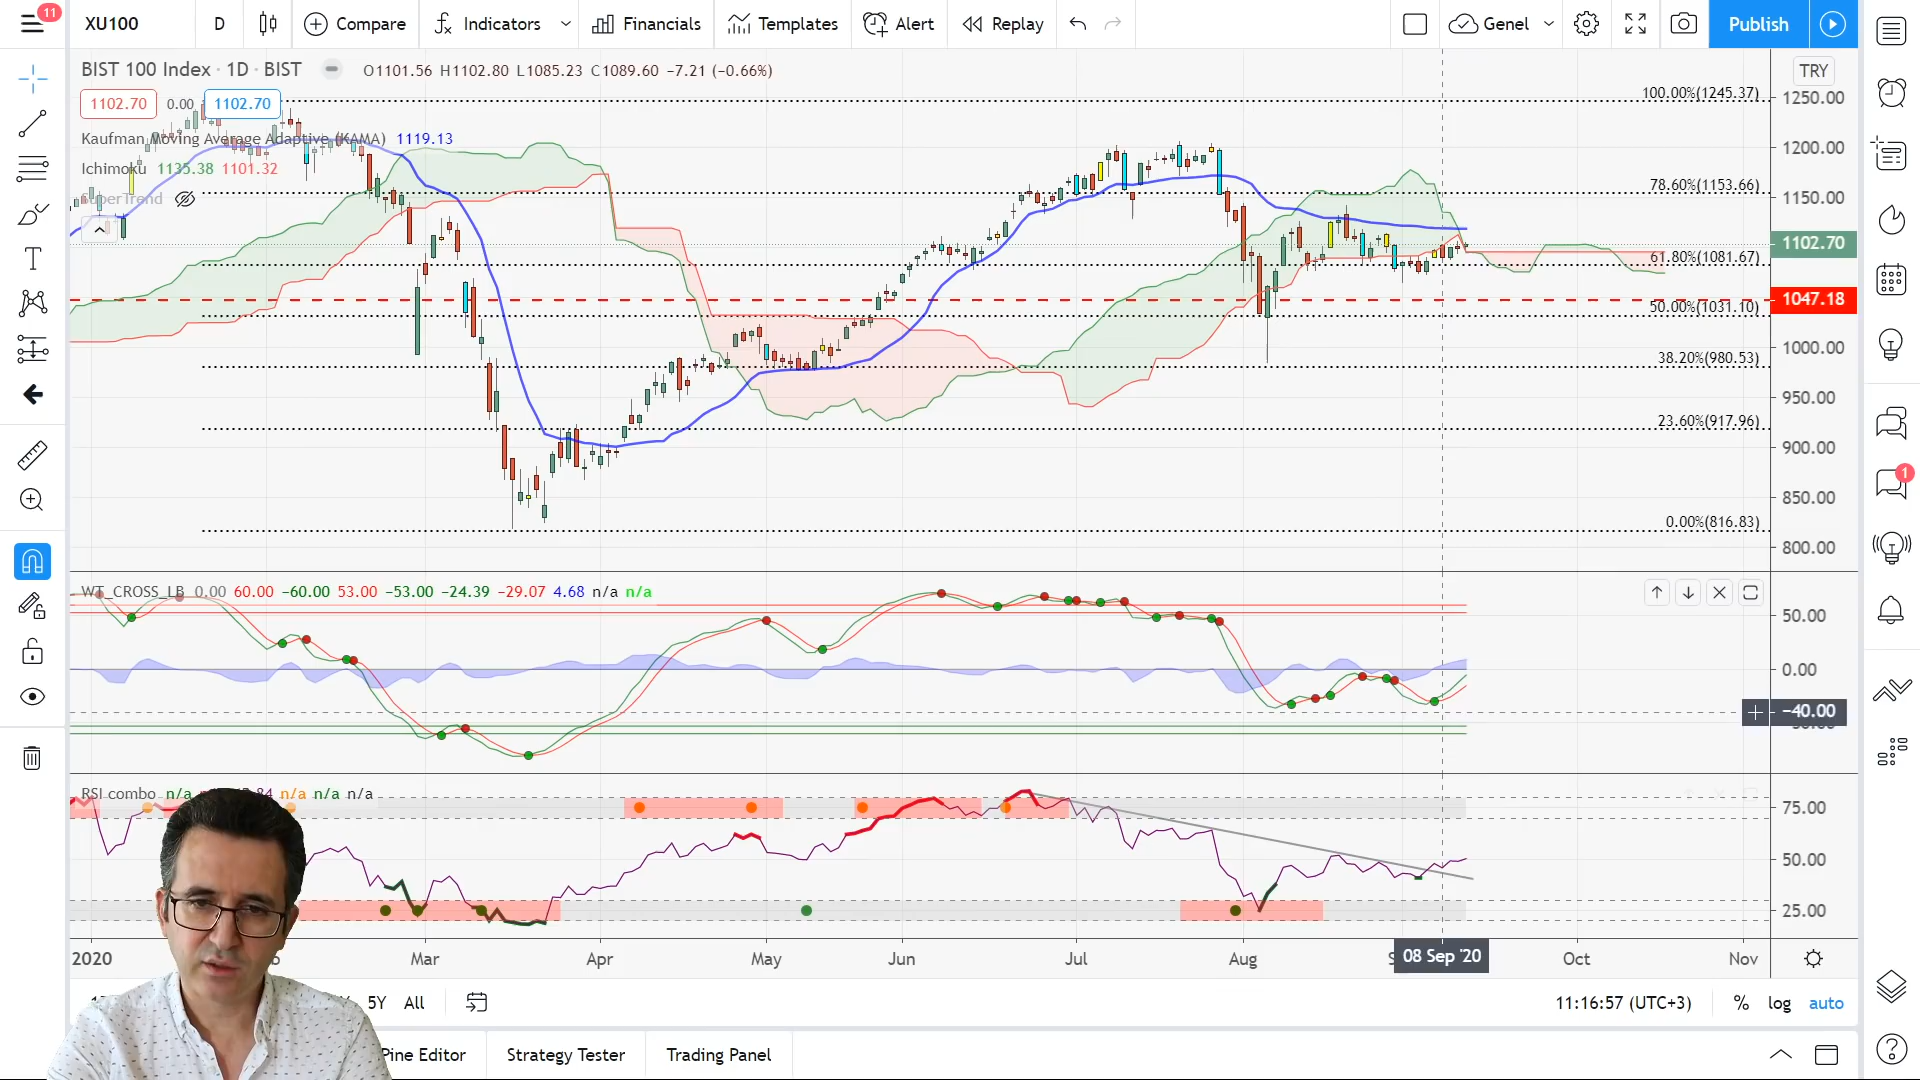 11
XU100
D
Compare
Indicators
Financials
Templates
Alert
Replay
Genel
Publish
BIST 100 Index · 1D · BIST
O1101.56 H1102.80 L1085.23 C1089.60 −7.21 (−0.66%)
TRY
1102.70
0.00
1102.70
Kaufman Moving Average Adaptive (KAMA) 1119.13
Ichimoku 1135.38 1101.32
SuperTrend
100.00%(1245.37)
78.60%(1153.66)
61.80%(1081.67)
50.00%(1031.10)
38.20%(980.53)
23.60%(917.96)
0.00%(816.83)
1250.00
1200.00
1150.00
1102.70
1047.18
1000.00
950.00
900.00
850.00
800.00
WT_CROSS_LB 0.00 60.00 −60.00 53.00 −53.00 −24.39 −29.07 4.68 n/a n/a
50.00
0.00
−40.00
RSI combo n/a n/a n/a n/a
75.00
50.00
25.00
2020
Mar
Apr
May
Jun
Jul
Aug
08 Sep '20
Oct
Nov
5Y
All
11:16:57 (UTC+3)
%
log
auto
Pine Editor
Strategy Tester
Trading Panel
1